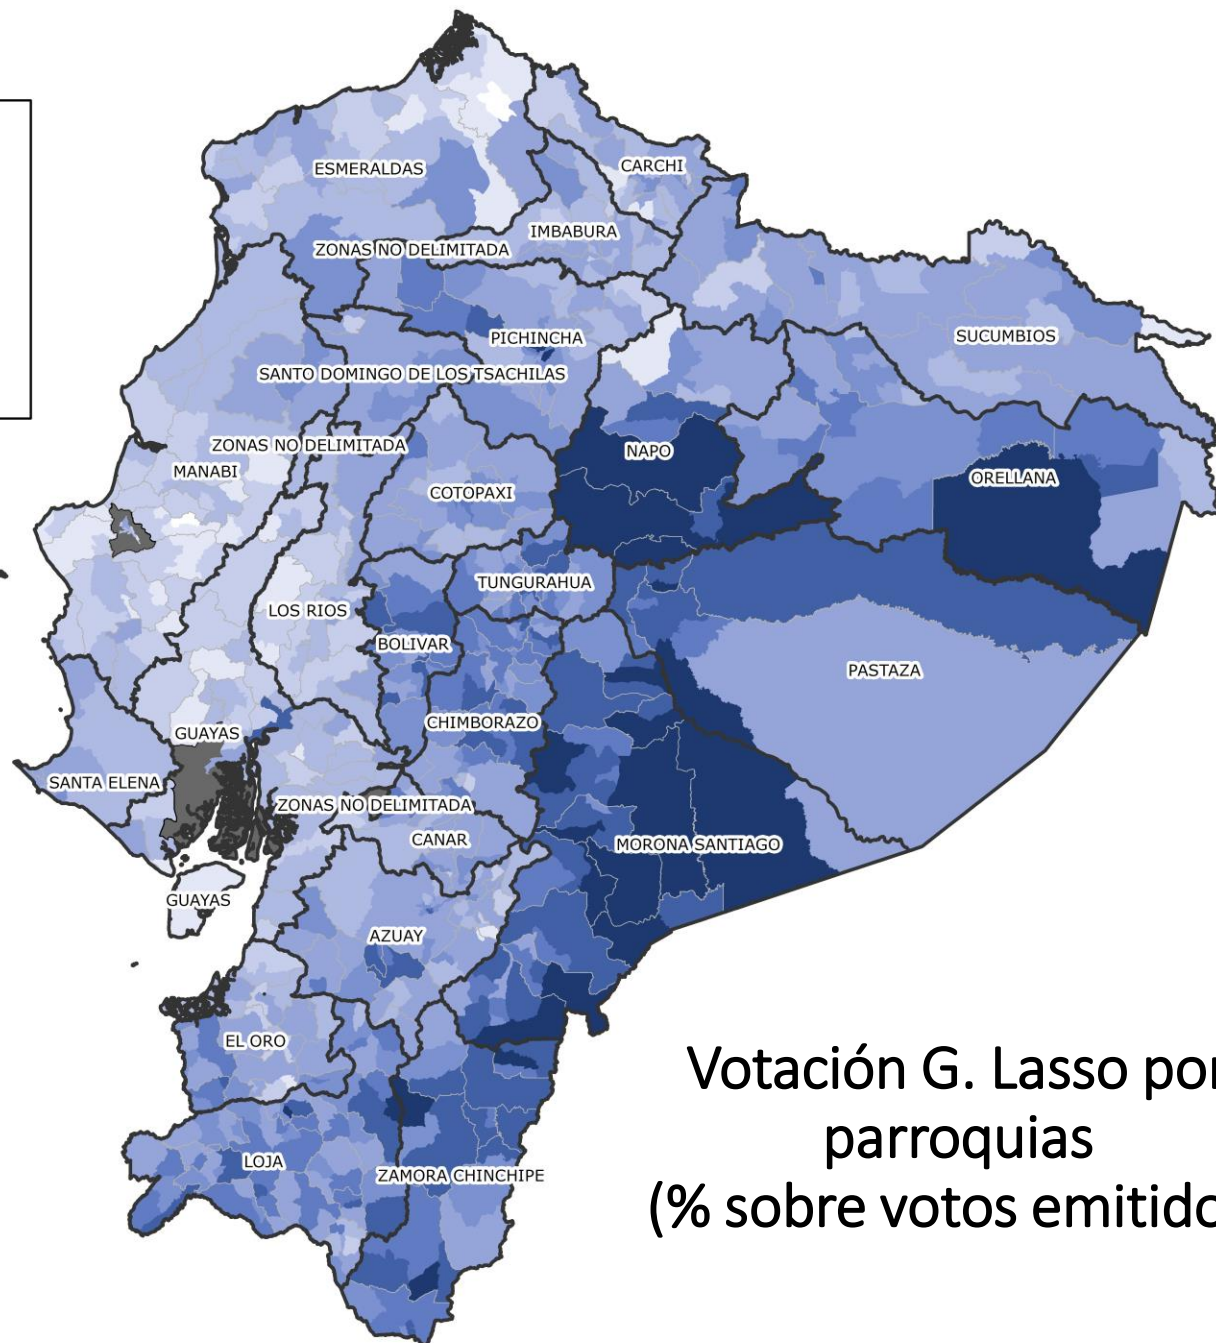 ESMERALDAS
CARCHI
IMBABURA
ZONAS NO DELIMITADA
PICHINCHA
SUCUMBIOS
SANTO DOMINGO DE LOS TSACHILAS
ZONAS NO DELIMITADA
NAPO
MANABI
ORELLANA
COTOPAXI
TUNGURAHUA
LOS RIOS
BOLIVAR
PASTAZA
CHIMBORAZO
GUAYAS
SANTA ELENA
ZONAS NO DELIMITADA
CANAR
MORONA SANTIAGO
GUAYAS
AZUAY
EL ORO
LOJA
ZAMORA CHINCHIPE
Votación G. Lasso por
parroquias
(% sobre votos emitido